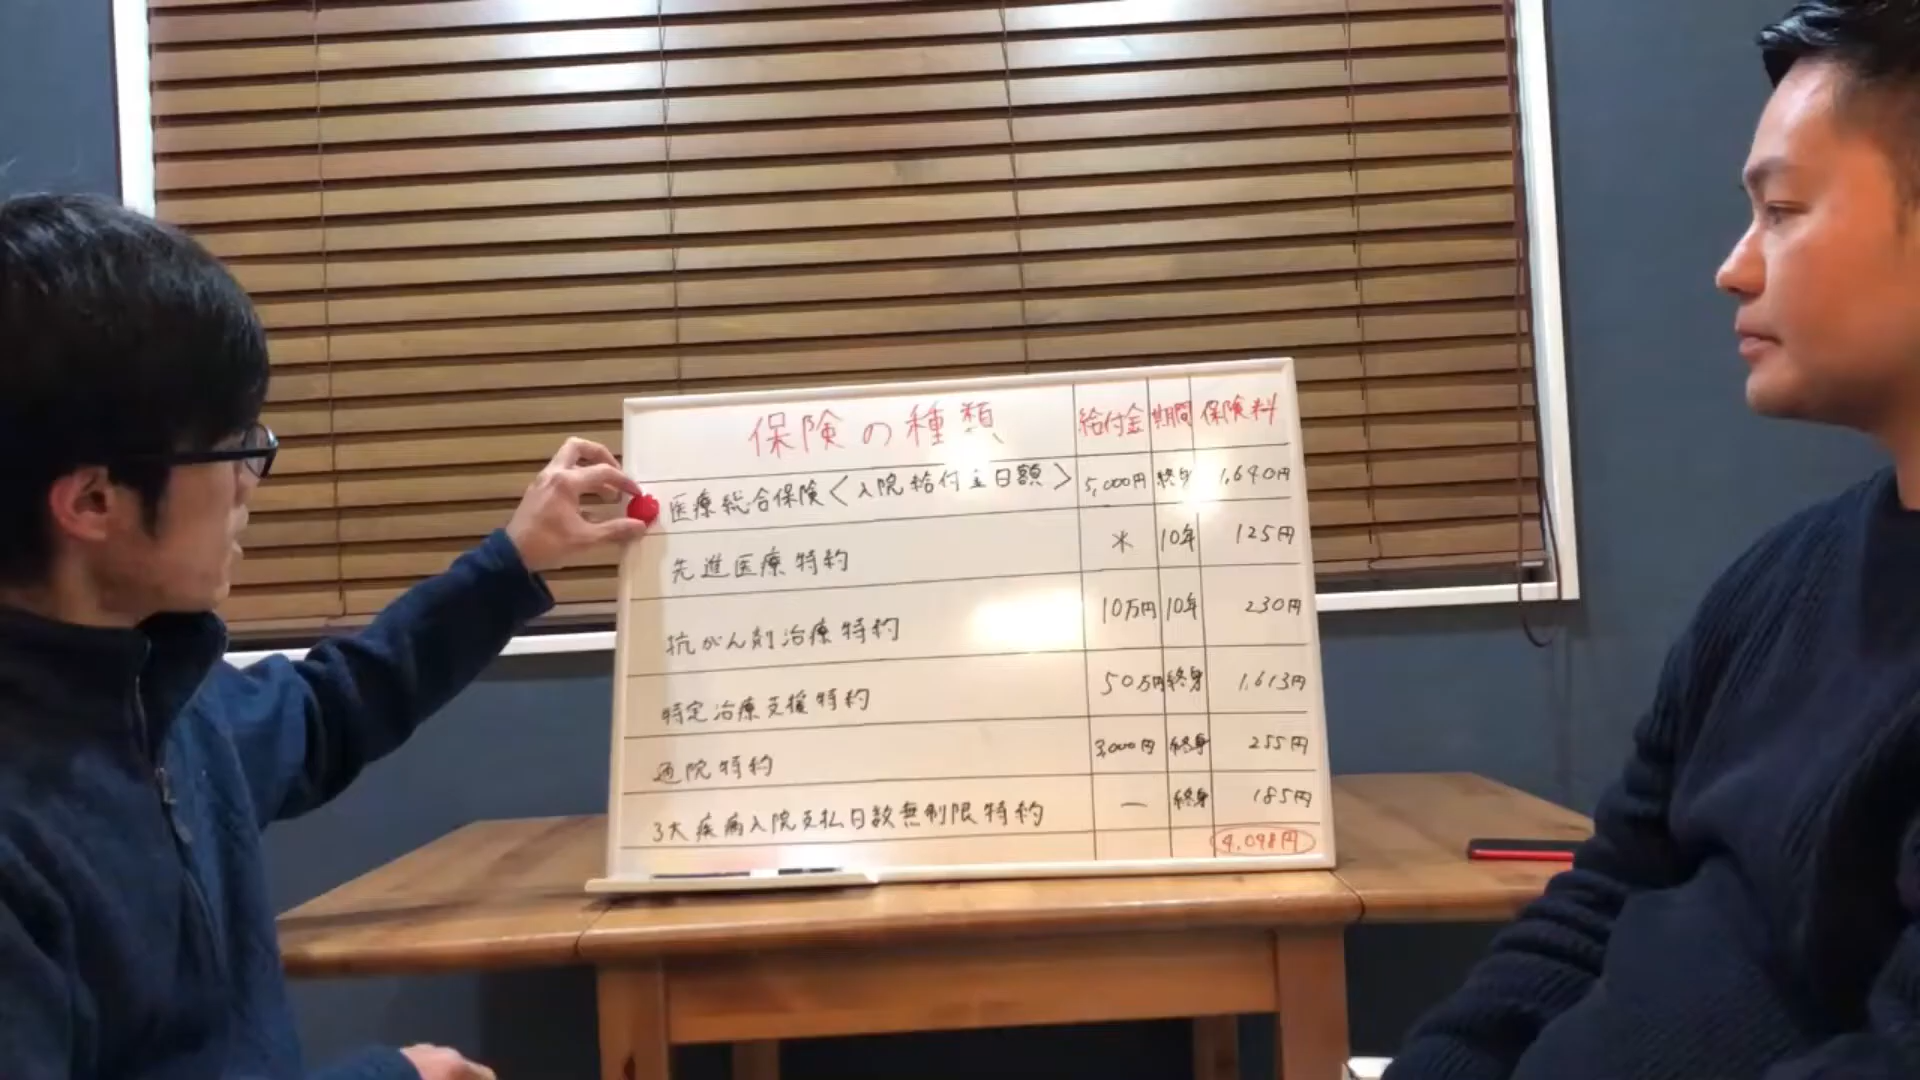 保険の種類 給付金 期間 保険料
医療総合保険<入院給付金日額> 5,000円 終身 1,640円
先進医療特約 * 10年 125円
抗がん剤治療特約 10万円 10年 230円
特定治療支援特約 50万円 終身 1,613円
通院特約 3,000円 終身 255円
3大疾病入院支払日数無制限特約 ー 終身 185円
4,098円